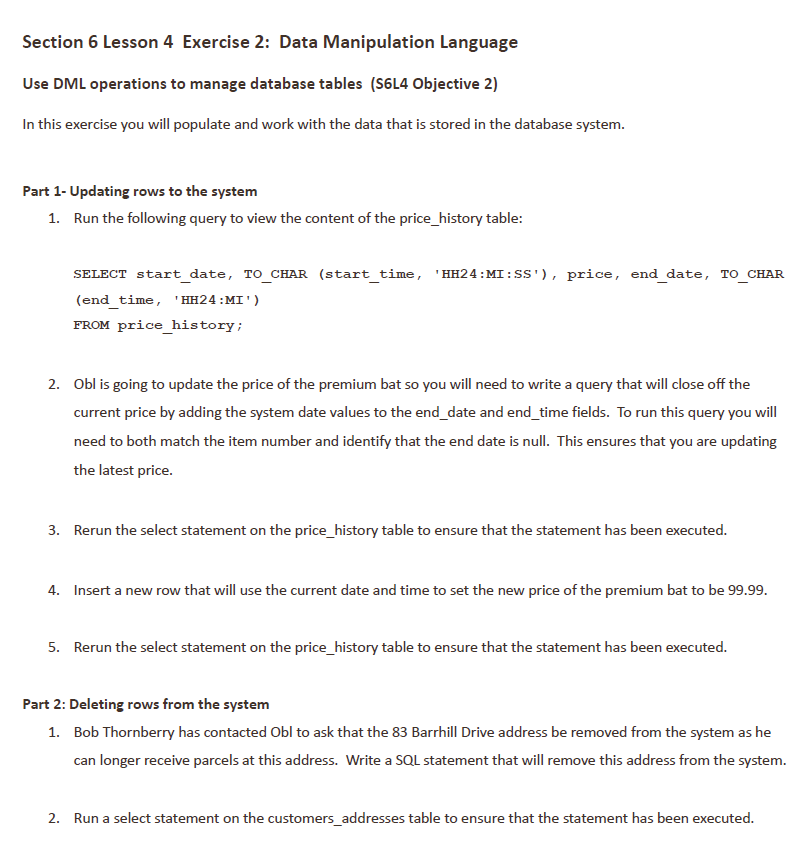 Section 6 Lesson 4 Exercise 2: Data Manipulation Language
Use DML operations to manage database tables (S6L4 Objective 2)
In this exercise you will populate and work with the data that is stored in the database system.
Part 1- Updating rows to the system
1. Run the following query to view the content of the price_history table:
SELECT start_date, TO_CHAR (start_time, 'HH24:MI:SS'), price, end_date, TO_CHAR
(end_time, 'HH24:MI')
FROM price_history;
2. Obl is going to update the price of the premium bat so you will need to write a query that will close off the
current price by adding the system date values to the end_date and end_time fields. To run this query you will
need to both match the item number and identify that the end date is null. This ensures that you are updating
the latest price.
3. Rerun the select statement on the price_history table to ensure that the statement has been executed.
4. Insert a new row that will use the current date and time to set the new price of the premium bat to be 99.99.
5. Rerun the select statement on the price_history table to ensure that the statement has been executed.
Part 2: Deleting rows from the system
1. Bob Thornberry has contacted Obl to ask that the 83 Barrhill Drive address be removed from the system as he
can longer receive parcels at this address. Write a SQL statement that will remove this address from the system.
2. Run a select statement on the customers_addresses table to ensure that the statement has been executed.